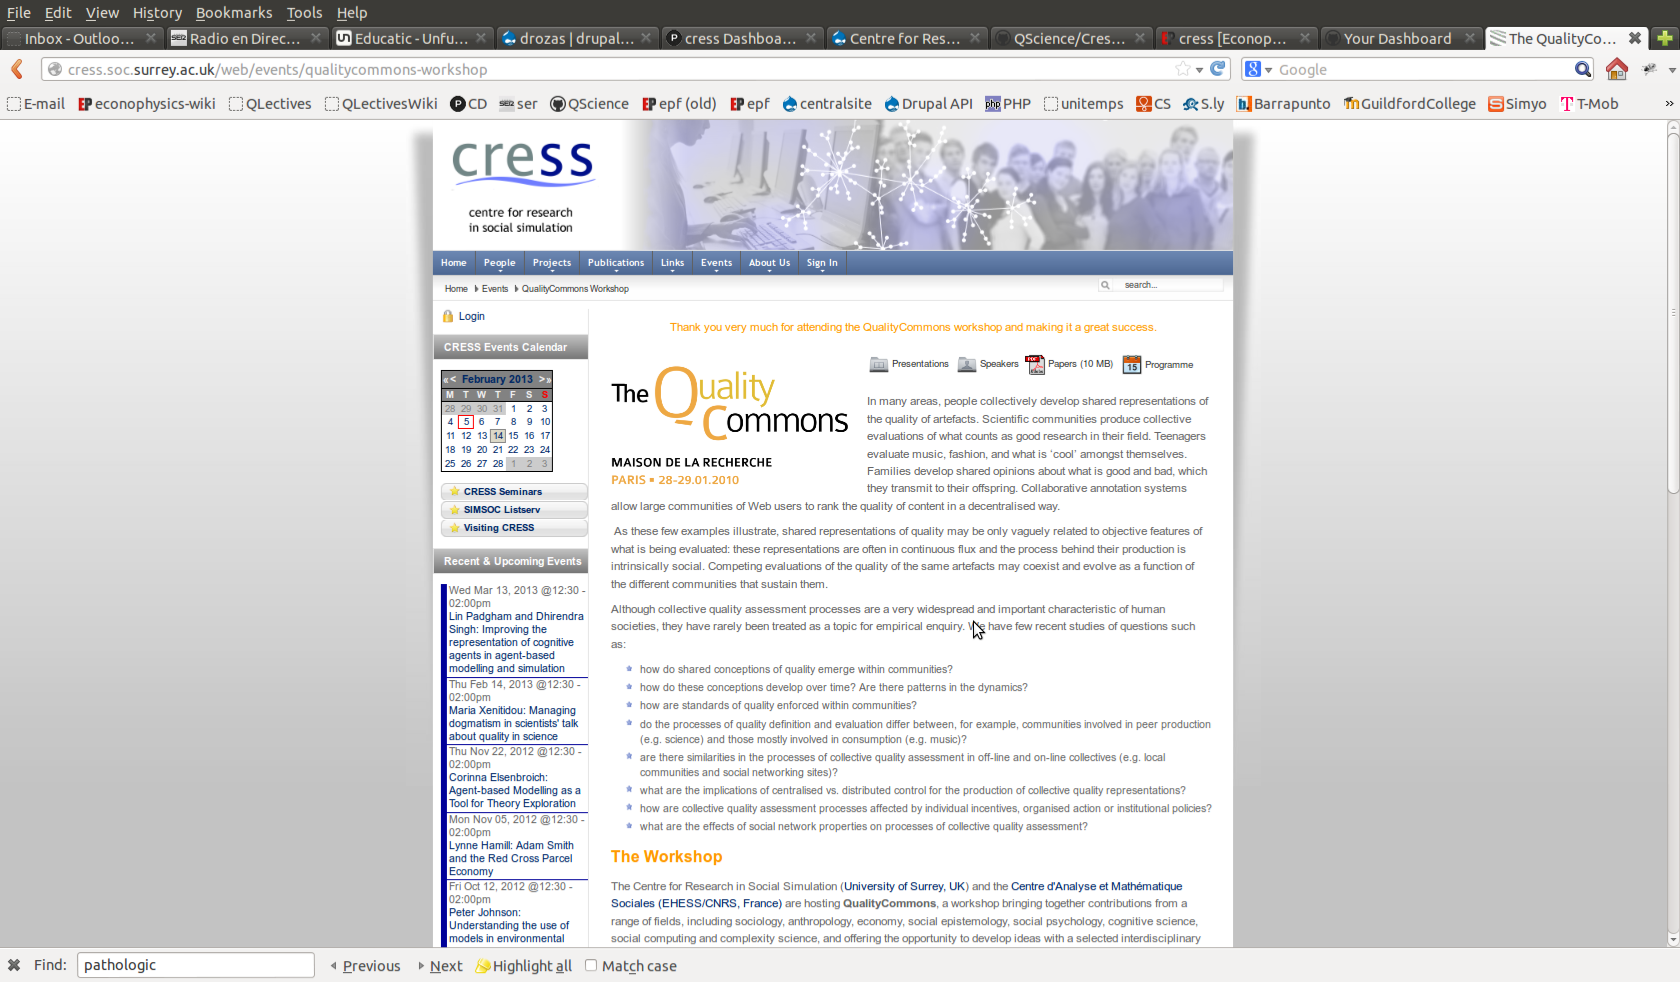 File Edit View History Bookmarks Tools Help
Inbox - Outloo... Radio en Direc... Educatic - Unfu... drozas | drupal... cress Dashboa... Centre for Res... QScience/Cres... cress [Econop... Your Dashboard The QualityCo...
cress.soc.surrey.ac.uk/web/events/qualitycommons-workshop Google
E-mail econophysics-wiki QLectives QLectivesWiki CD ser QScience epf (old) epf centralsite Drupal API PHP unitemps CS S.ly Barrapunto GuildfordCollege Simyo T-Mob »
cress
centre for research
in social simulation
Home People Projects Publications Links Events About Us Sign In
Home Events QualityCommons Workshop search...
Login
CRESS Events Calendar
«< February 2013 >»
M T W T F S S
28 29 30 31 1 2 3
4 5 6 7 8 9 10
11 12 13 14 15 16 17
18 19 20 21 22 23 24
25 26 27 28 1 2 3
CRESS Seminars
SIMSOC Listserv
Visiting CRESS
Recent & Upcoming Events
Wed Mar 13, 2013 @12:30 -
02:00pm
Lin Padgham and Dhirendra
Singh: Improving the
representation of cognitive
agents in agent-based
modelling and simulation
Thu Feb 14, 2013 @12:30 -
02:00pm
Maria Xenitidou: Managing
dogmatism in scientists' talk
about quality in science
Thu Nov 22, 2012 @12:30 -
02:00pm
Corinna Elsenbroich:
Agent-based Modelling as a
Tool for Theory Exploration
Mon Nov 05, 2012 @12:30 -
02:00pm
Lynne Hamill: Adam Smith
and the Red Cross Parcel
Economy
Fri Oct 12, 2012 @12:30 -
02:00pm
Peter Johnson:
Understanding the use of
models in environmental
Thank you very much for attending the QualityCommons workshop and making it a great success.
The Quality
Commons
MAISON DE LA RECHERCHE
PARIS ▪ 28-29.01.2010
Presentations Speakers Papers (10 MB) Programme
In many areas, people collectively develop shared representations of
the quality of artefacts. Scientific communities produce collective
evaluations of what counts as good research in their field. Teenagers
evaluate music, fashion, and what is 'cool' amongst themselves.
Families develop shared opinions about what is good and bad, which
they transmit to their offspring. Collaborative annotation systems
allow large communities of Web users to rank the quality of content in a decentralised way.
As these few examples illustrate, shared representations of quality may be only vaguely related to objective features of
what is being evaluated: these representations are often in continuous flux and the process behind their production is
intrinsically social. Competing evaluations of the quality of the same artefacts may coexist and evolve as a function of
the different communities that sustain them.
Although collective quality assessment processes are a very widespread and important characteristic of human
societies, they have rarely been treated as a topic for empirical enquiry. We have few recent studies of questions such
as:
how do shared conceptions of quality emerge within communities?
how do these conceptions develop over time? Are there patterns in the dynamics?
how are standards of quality enforced within communities?
do the processes of quality definition and evaluation differ between, for example, communities involved in peer production
(e.g. science) and those mostly involved in consumption (e.g. music)?
are there similarities in the processes of collective quality assessment in off-line and on-line collectives (e.g. local
communities and social networking sites)?
what are the implications of centralised vs. distributed control for the production of collective quality representations?
how are collective quality assessment processes affected by individual incentives, organised action or institutional policies?
what are the effects of social network properties on processes of collective quality assessment?
The Workshop
The Centre for Research in Social Simulation (University of Surrey, UK) and the Centre d'Analyse et Mathématique
Sociales (EHESS/CNRS, France) are hosting QualityCommons, a workshop bringing together contributions from a
range of fields, including sociology, anthropology, economy, social epistemology, social psychology, cognitive science,
social computing and complexity science, and offering the opportunity to develop ideas with a selected interdisciplinary
Find: pathologic Previous Next Highlight all Match case